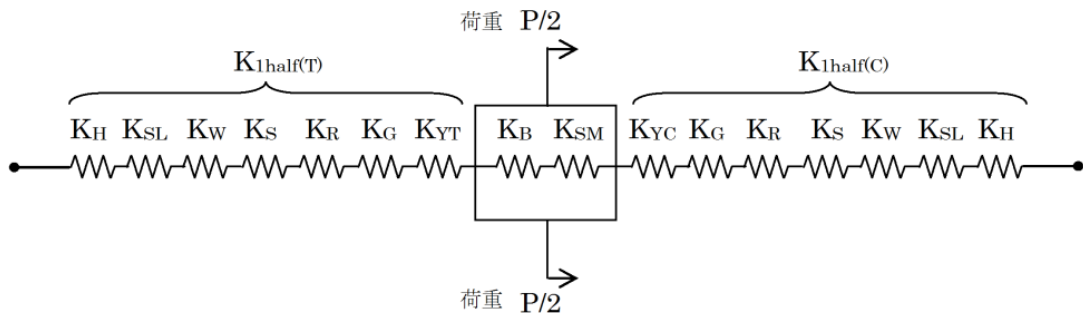 荷重 P/2
K1half(T)
K1half(C)
KH KSL KW KS KR KG KYT KB KSM KYC KG KR KS KW KSL KH
荷重 P/2